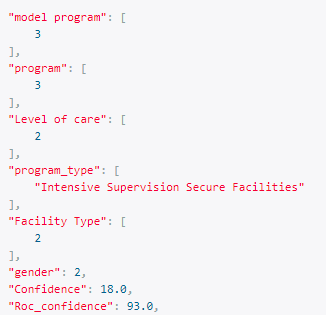 "model program": [
3
],
"program": [
3
],
"Level of care": [
2
],
"program_type": [
"Intensive Supervision Secure Facilities"
],
"Facility Type": [
2
],
"gender": 2,
"Confidence": 18.0,
"Roc_confidence": 93.0,